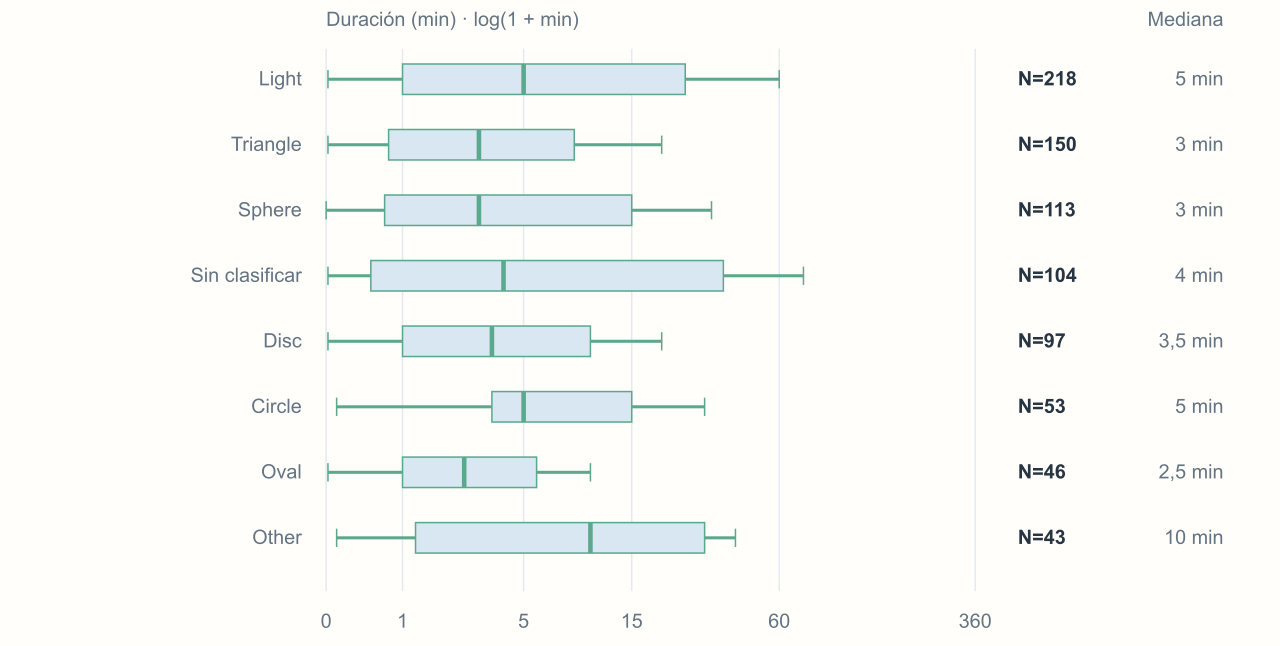 Duración (min) · log(1 + min) Mediana
Light N=218 5 min
Triangle N=150 3 min
Sphere N=113 3 min
Sin clasificar N=104 4 min
Disc N=97 3,5 min
Circle N=53 5 min
Oval N=46 2,5 min
Other N=43 10 min
0 1 5 15 60 360